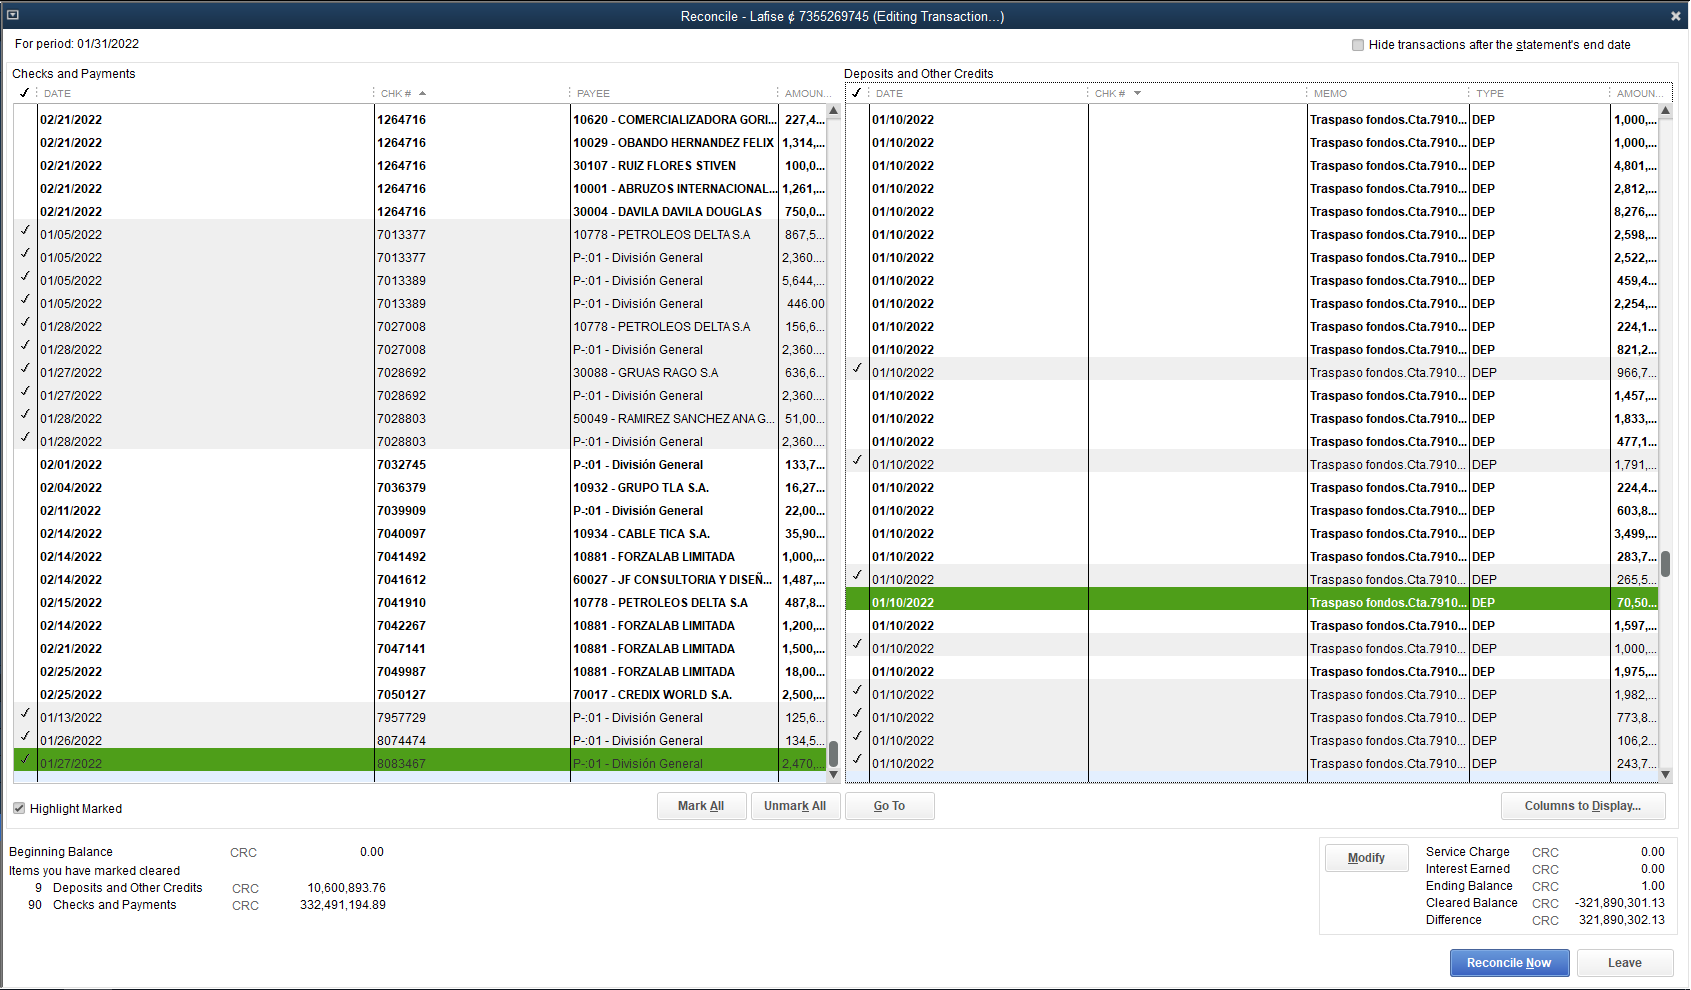 Reconcile - Lafise ¢ 7355269745 (Editing Transaction...)
For period: 01/31/2022
Hide transactions after the statement's end date
Checks and Payments
DATE CHK # PAYEE AMOUN...
02/21/2022 1264716 10620 - COMERCIALIZADORA GORI... 227,4...
02/21/2022 1264716 10029 - OBANDO HERNANDEZ FELIX 1,314,...
02/21/2022 1264716 30107 - RUIZ FLORES STIVEN 100,0...
02/21/2022 1264716 10001 - ABRUZOS INTERNACIONAL... 1,261,...
02/21/2022 1264716 30004 - DAVILA DAVILA DOUGLAS 750,0...
01/05/2022 7013377 10778 - PETROLEOS DELTA S.A 867,5...
01/05/2022 7013377 P-:01 - División General 2,360....
01/05/2022 7013389 P-:01 - División General 5,644,...
01/05/2022 7013389 P-:01 - División General 446.00
01/28/2022 7027008 10778 - PETROLEOS DELTA S.A 156,6...
01/28/2022 7027008 P-:01 - División General 2,360....
01/27/2022 7028692 30088 - GRUAS RAGO S.A 636,6...
01/27/2022 7028692 P-:01 - División General 2,360....
01/28/2022 7028803 50049 - RAMIREZ SANCHEZ ANA G... 51,00...
01/28/2022 7028803 P-:01 - División General 2,360....
02/01/2022 7032745 P-:01 - División General 133,7...
02/04/2022 7036379 10932 - GRUPO TLA S.A. 16,27...
02/11/2022 7039909 P-:01 - División General 22,00...
02/14/2022 7040097 10934 - CABLE TICA S.A. 35,90...
02/14/2022 7041492 10881 - FORZALAB LIMITADA 1,000,...
02/14/2022 7041612 60027 - JF CONSULTORIA Y DISEÑ... 1,487,...
02/15/2022 7041910 10778 - PETROLEOS DELTA S.A 487,8...
02/14/2022 7042267 10881 - FORZALAB LIMITADA 1,200,...
02/21/2022 7047141 10881 - FORZALAB LIMITADA 1,500,...
02/25/2022 7049987 10881 - FORZALAB LIMITADA 18,00...
02/25/2022 7050127 70017 - CREDIX WORLD S.A. 2,500,...
01/13/2022 7957729 P-:01 - División General 125,6...
01/26/2022 8074474 P-:01 - División General 134,5...
01/27/2022 8083467 P-:01 - División General 2,470,...
Deposits and Other Credits
DATE CHK # MEMO TYPE AMOUN...
01/10/2022 Traspaso fondos.Cta.7910... DEP 1,000,...
01/10/2022 Traspaso fondos.Cta.7910... DEP 1,000,...
01/10/2022 Traspaso fondos.Cta.7910... DEP 4,801,...
01/10/2022 Traspaso fondos.Cta.7910... DEP 2,812,...
01/10/2022 Traspaso fondos.Cta.7910... DEP 8,276,...
01/10/2022 Traspaso fondos.Cta.7910... DEP 2,598,...
01/10/2022 Traspaso fondos.Cta.7910... DEP 2,522,...
01/10/2022 Traspaso fondos.Cta.7910... DEP 459,4...
01/10/2022 Traspaso fondos.Cta.7910... DEP 2,254,...
01/10/2022 Traspaso fondos.Cta.7910... DEP 224,1...
01/10/2022 Traspaso fondos.Cta.7910... DEP 821,2...
01/10/2022 Traspaso fondos.Cta.7910... DEP 966,7...
01/10/2022 Traspaso fondos.Cta.7910... DEP 1,457,...
01/10/2022 Traspaso fondos.Cta.7910... DEP 1,833,...
01/10/2022 Traspaso fondos.Cta.7910... DEP 477,1...
01/10/2022 Traspaso fondos.Cta.7910... DEP 1,791,...
01/10/2022 Traspaso fondos.Cta.7910... DEP 224,4...
01/10/2022 Traspaso fondos.Cta.7910... DEP 603,8...
01/10/2022 Traspaso fondos.Cta.7910... DEP 3,499,...
01/10/2022 Traspaso fondos.Cta.7910... DEP 283,7...
01/10/2022 Traspaso fondos.Cta.7910... DEP 265,5...
01/10/2022 Traspaso fondos.Cta.7910... DEP 70,50...
01/10/2022 Traspaso fondos.Cta.7910... DEP 1,597,...
01/10/2022 Traspaso fondos.Cta.7910... DEP 1,000,...
01/10/2022 Traspaso fondos.Cta.7910... DEP 1,975,...
01/10/2022 Traspaso fondos.Cta.7910... DEP 1,982,...
01/10/2022 Traspaso fondos.Cta.7910... DEP 773,8...
01/10/2022 Traspaso fondos.Cta.7910... DEP 106,2...
01/10/2022 Traspaso fondos.Cta.7910... DEP 243,7...
Highlight Marked
Mark All Unmark All Go To Columns to Display...
Beginning Balance CRC 0.00
Items you have marked cleared
9 Deposits and Other Credits CRC 10,600,893.76
90 Checks and Payments CRC 332,491,194.89
Modify
Service Charge CRC 0.00
Interest Earned CRC 0.00
Ending Balance CRC 1.00
Cleared Balance CRC -321,890,301.13
Difference CRC 321,890,302.13
Reconcile Now Leave